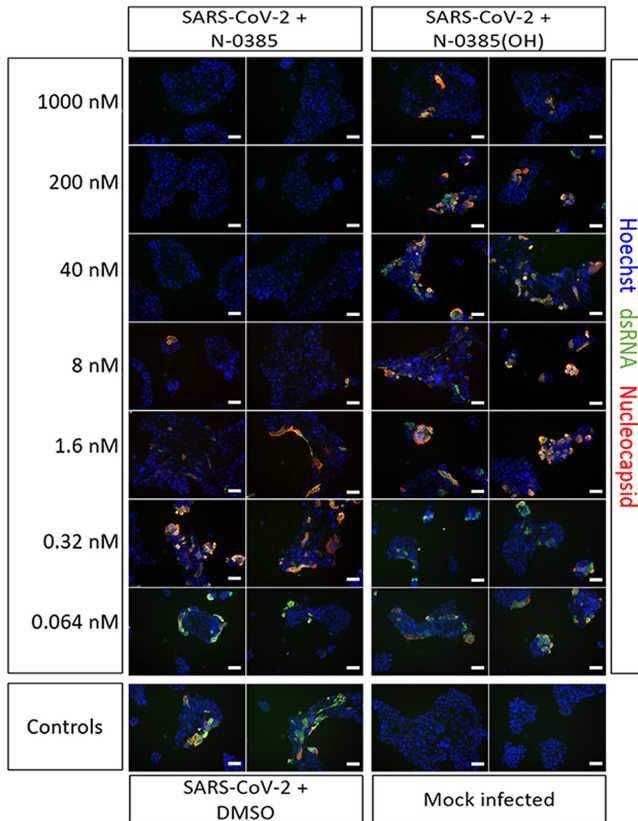 SARS-CoV-2 +
N-0385
SARS-CoV-2 +
N-0385(OH)
1000 nM
200 nM
40 nM
8 nM
1.6 nM
0.32 nM
0.064 nM
Hoechst dsRNA Nucleocapsid
Controls
SARS-CoV-2 +
DMSO
Mock infected